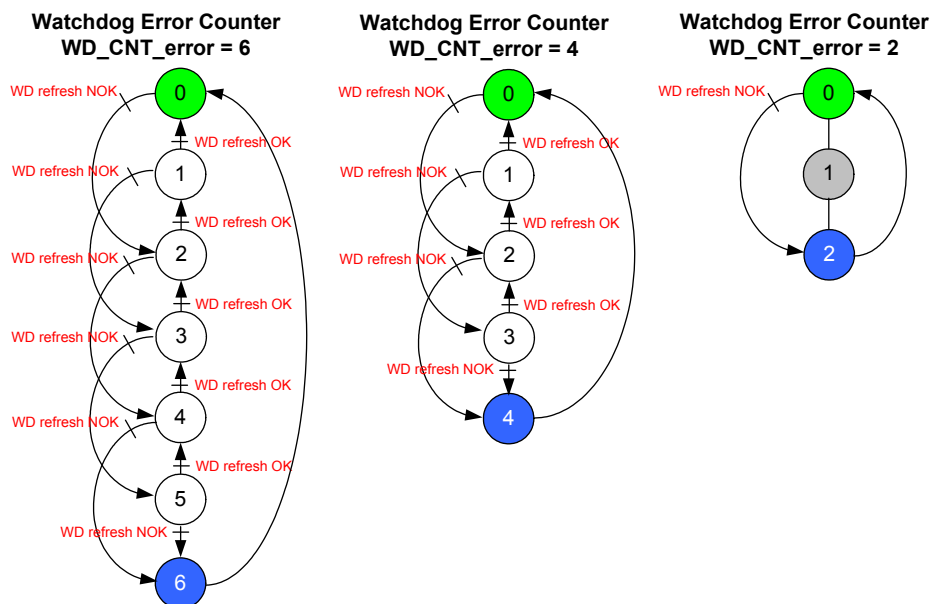 Watchdog Error Counter
WD_CNT_error = 6
WD refresh NOK
0
WD refresh OK
1
WD refresh NOK
WD refresh OK
2
WD refresh NOK
WD refresh OK
3
WD refresh NOK
WD refresh OK
4
WD refresh NOK
WD refresh OK
5
WD refresh NOK
6
Watchdog Error Counter
WD_CNT_error = 4
WD refresh NOK
0
WD refresh OK
1
WD refresh NOK
WD refresh OK
2
WD refresh NOK
WD refresh OK
3
WD refresh NOK
4
Watchdog Error Counter
WD_CNT_error = 2
WD refresh NOK
0
1
2